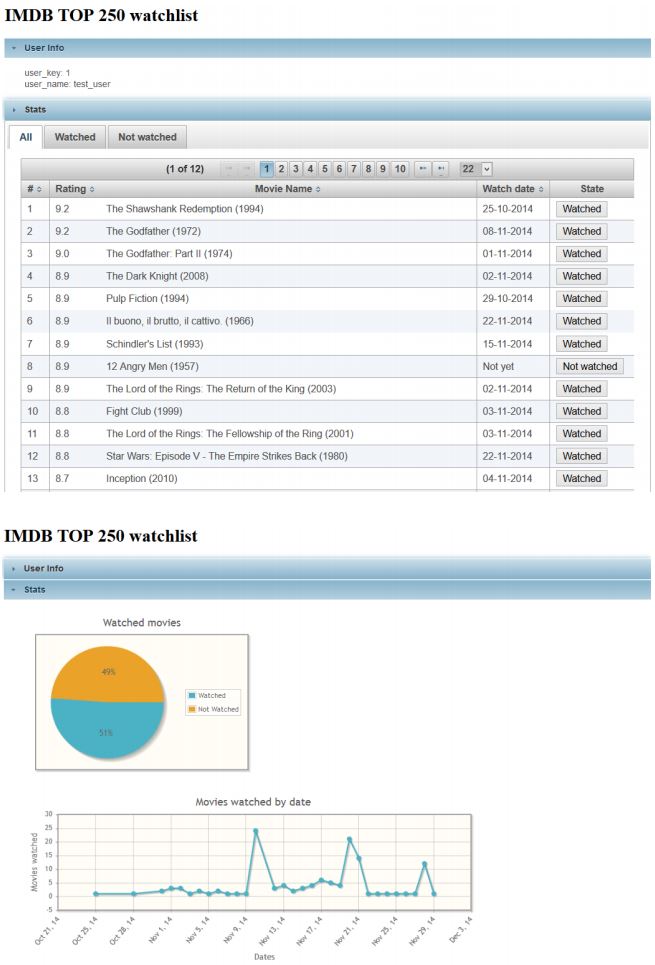 IMDB TOP 250 watchlist
User Info
user_key: 1
user_name: test_user
Stats
All Watched Not watched
(1 of 12) 1 2 3 4 5 6 7 8 9 10 22
# Rating Movie Name Watch date State
1 9.2 The Shawshank Redemption (1994) 25-10-2014 Watched
2 9.2 The Godfather (1972) 08-11-2014 Watched
3 9.0 The Godfather: Part II (1974) 01-11-2014 Watched
4 8.9 The Dark Knight (2008) 02-11-2014 Watched
5 8.9 Pulp Fiction (1994) 29-10-2014 Watched
6 8.9 Il buono, il brutto, il cattivo. (1966) 22-11-2014 Watched
7 8.9 Schindler's List (1993) 15-11-2014 Watched
8 8.9 12 Angry Men (1957) Not yet Not watched
9 8.9 The Lord of the Rings: The Return of the King (2003) 02-11-2014 Watched
10 8.8 Fight Club (1999) 03-11-2014 Watched
11 8.8 The Lord of the Rings: The Fellowship of the Ring (2001) 03-11-2014 Watched
12 8.8 Star Wars: Episode V - The Empire Strikes Back (1980) 22-11-2014 Watched
13 8.7 Inception (2010) 04-11-2014 Watched
IMDB TOP 250 watchlist
User Info
Stats
Watched movies
49%
51%
Watched
Not Watched
Movies watched by date
Movies watched
30
25
20
15
10
5
0
-5
Oct 21, 14 Oct 25, 14 Oct 28, 14 Nov 1, 14 Nov 5, 14 Nov 9, 14 Nov 13, 14 Nov 17, 14 Nov 21, 14 Nov 25, 14 Nov 29, 14 Dec 3, 14
Dates